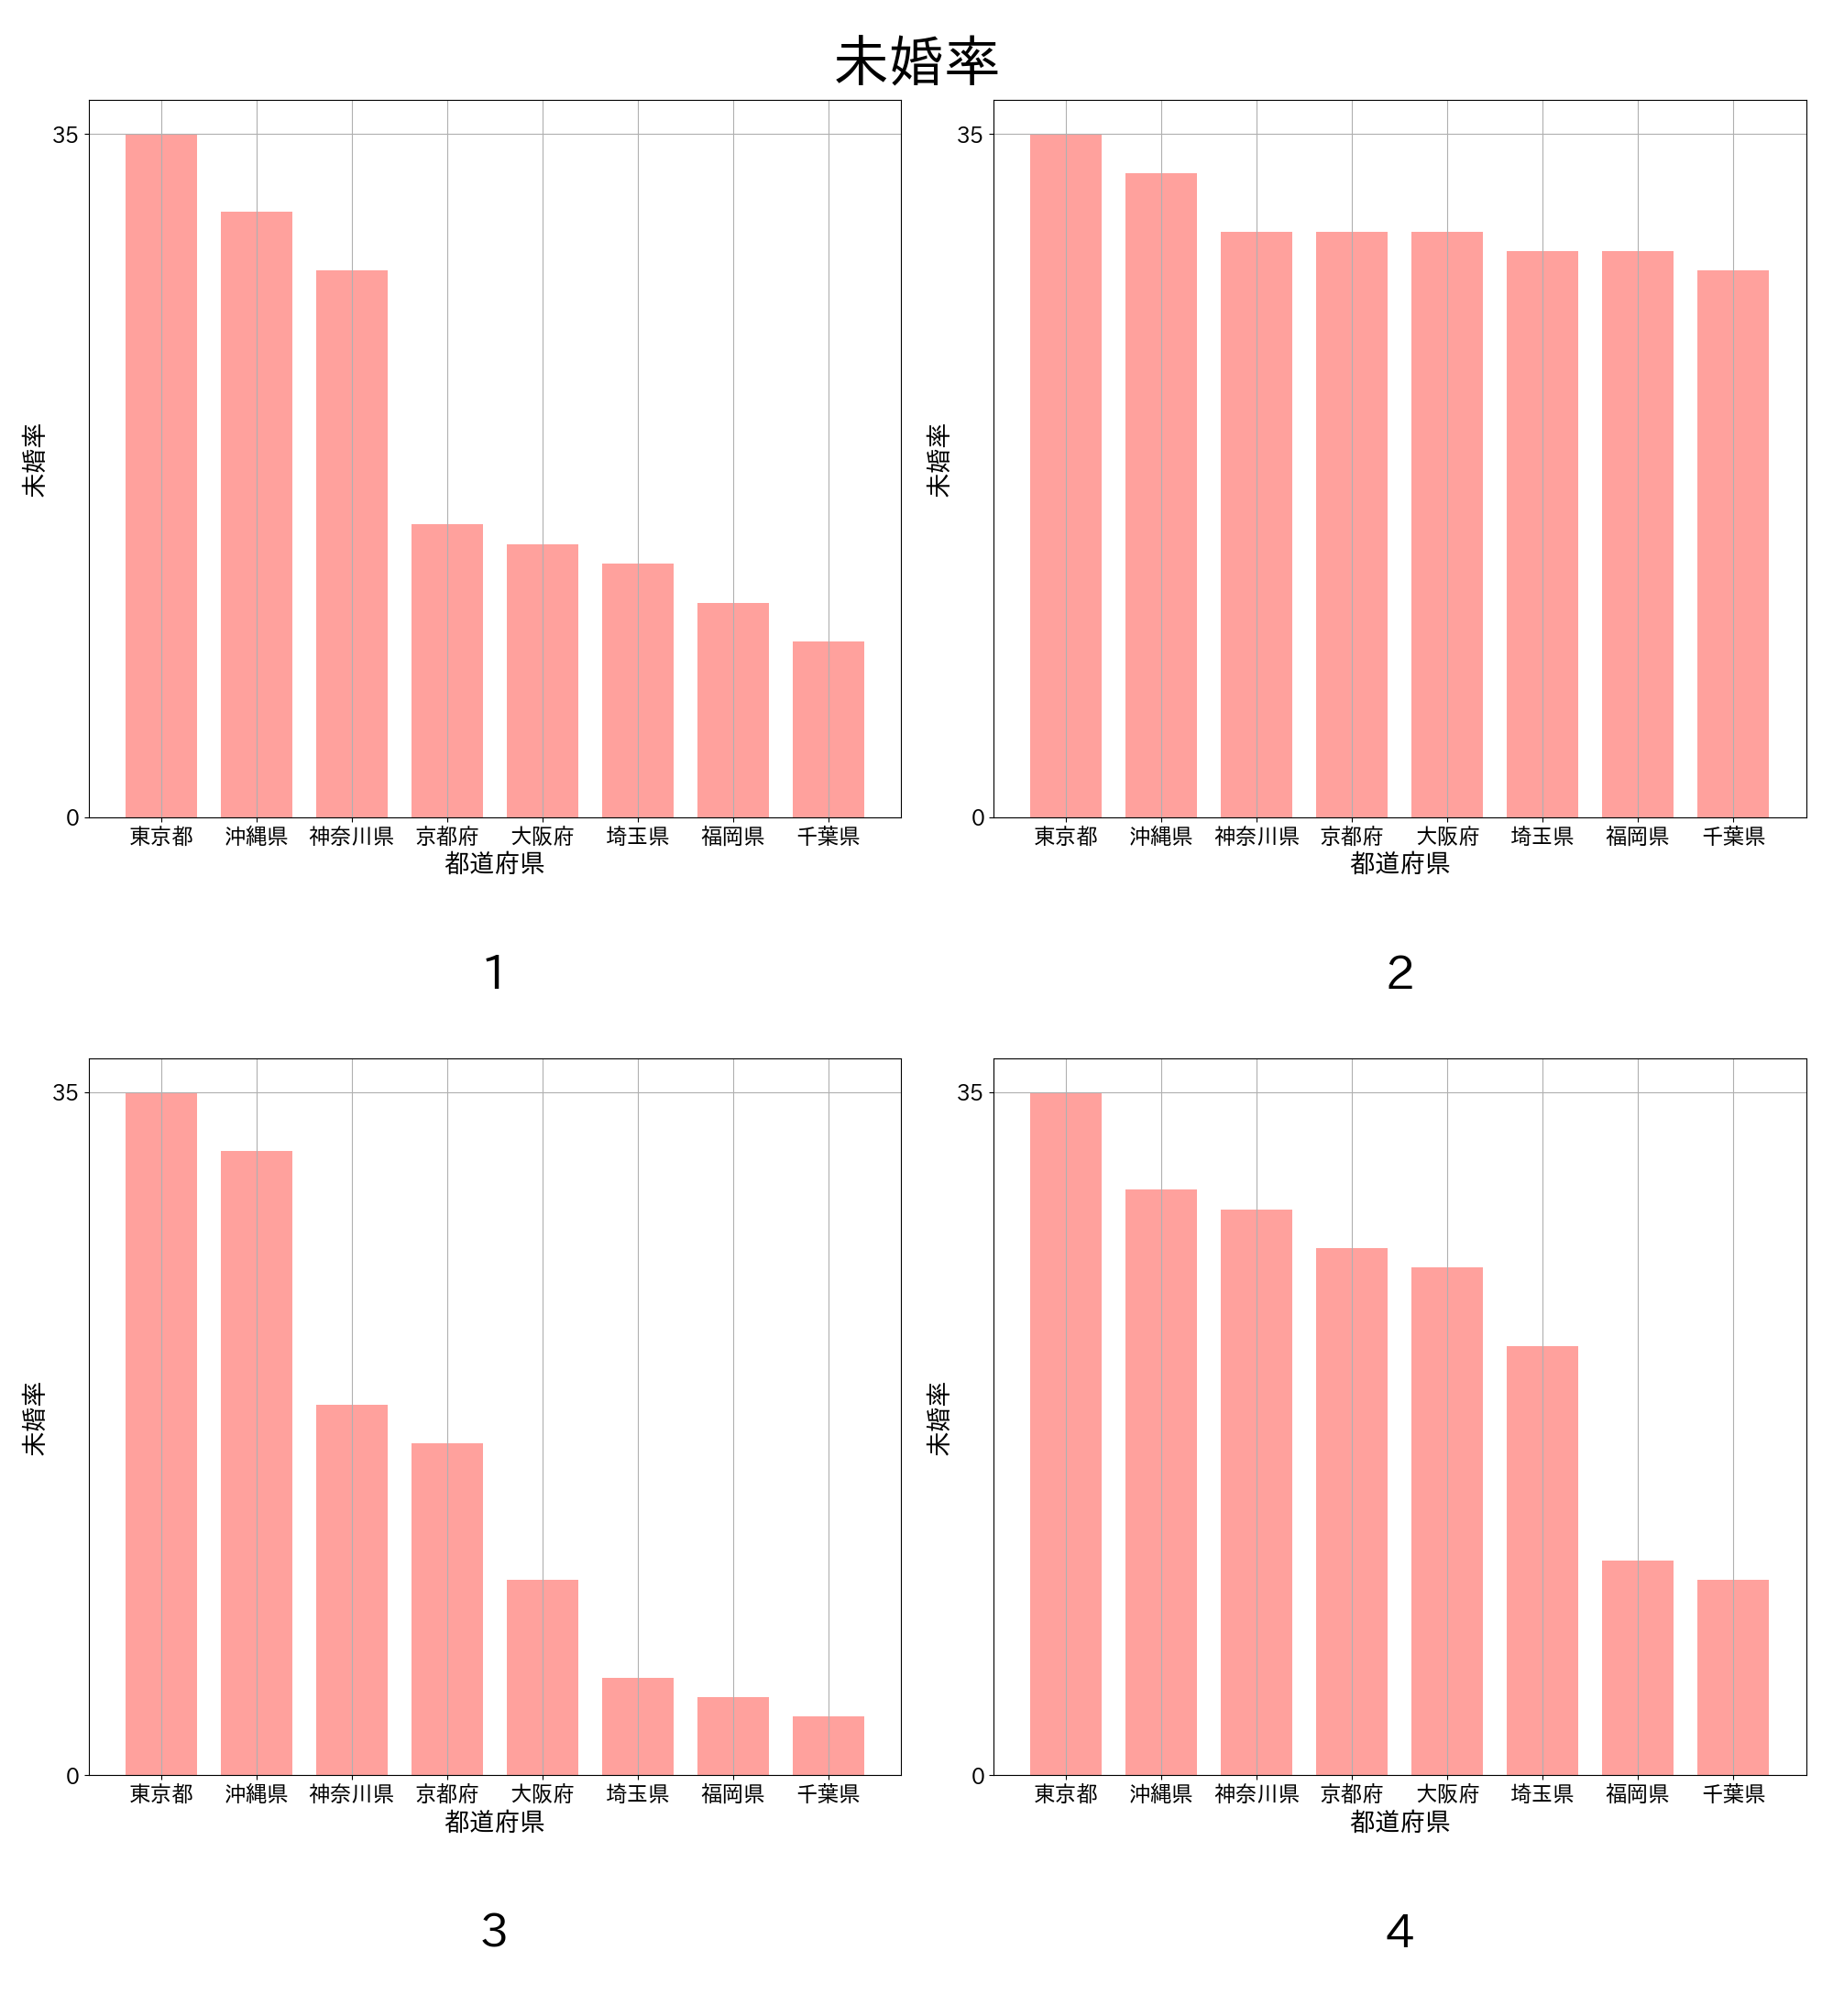 未婚率
35
0
未婚率
東京都 沖縄県 神奈川県 京都府 大阪府 埼玉県 福岡県 千葉県
都道府県
1
35
0
未婚率
東京都 沖縄県 神奈川県 京都府 大阪府 埼玉県 福岡県 千葉県
都道府県
2
35
0
未婚率
東京都 沖縄県 神奈川県 京都府 大阪府 埼玉県 福岡県 千葉県
都道府県
3
35
0
未婚率
東京都 沖縄県 神奈川県 京都府 大阪府 埼玉県 福岡県 千葉県
都道府県
4